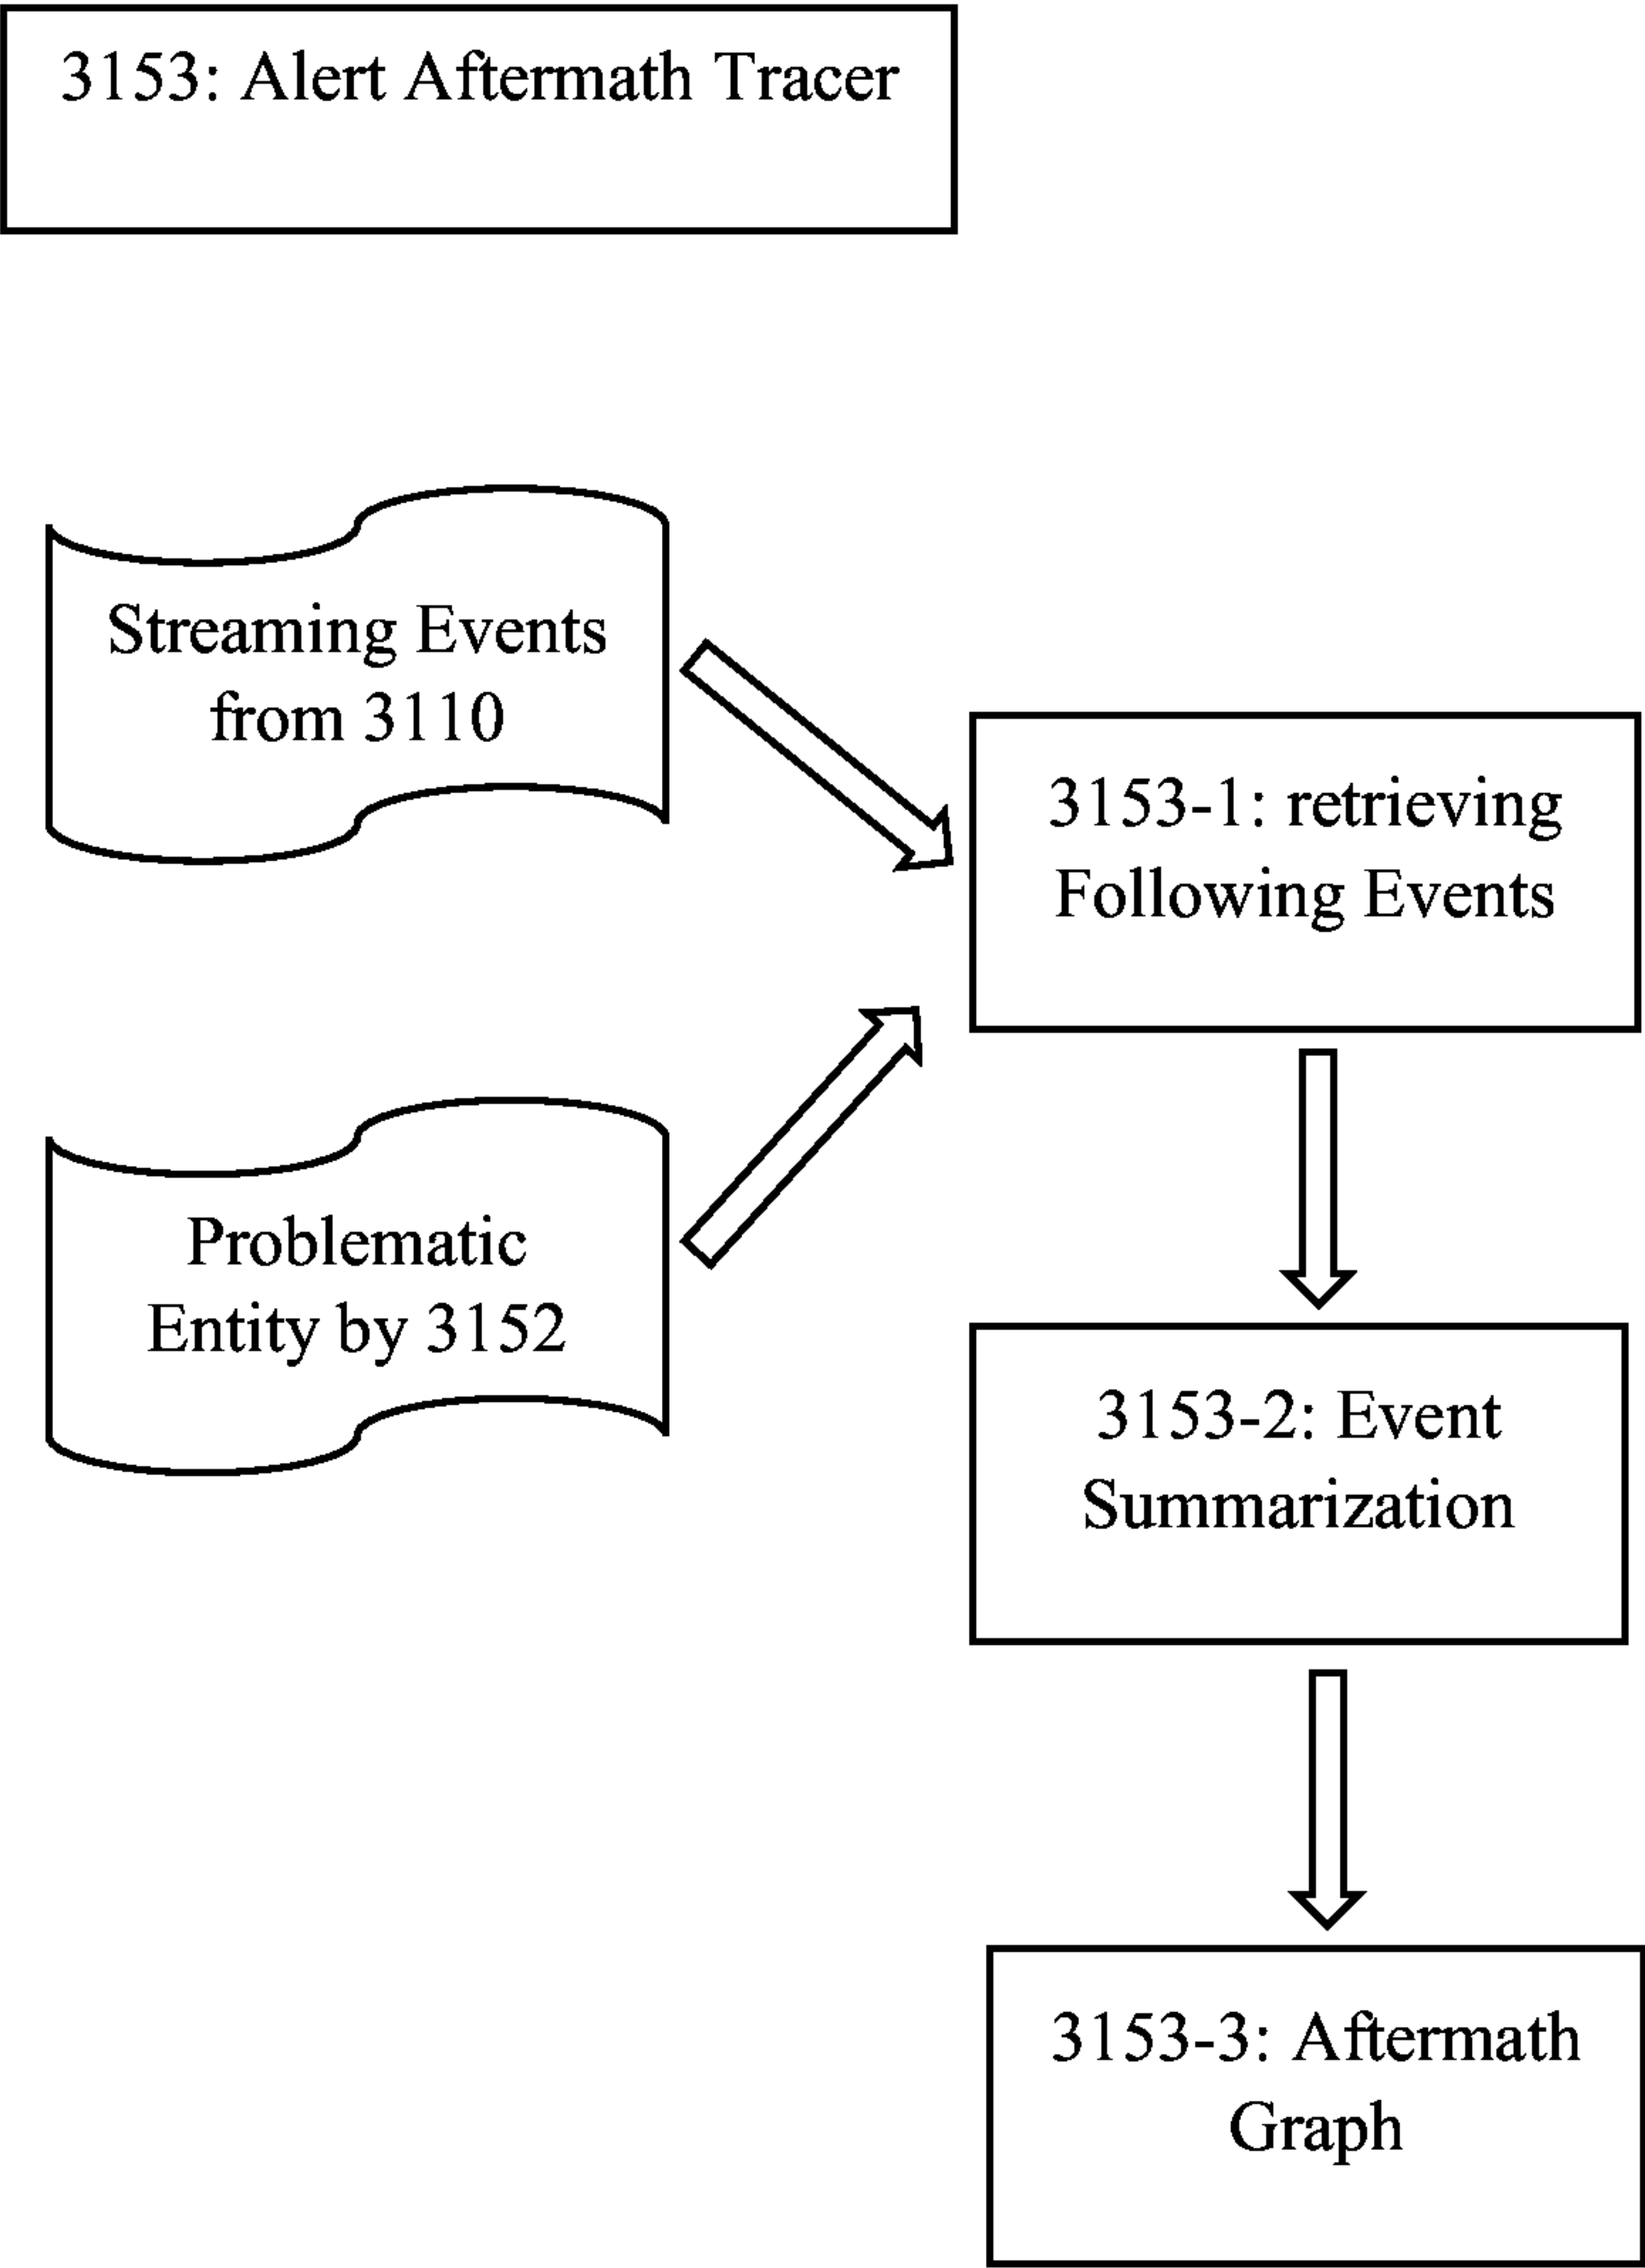 3153: Alert Aftermath Tracer
Streaming Events
from 3110
3153-1: retrieving
Following Events
Problematic
Entity by 3152
3153-2: Event
Summarization
3153-3: Aftermath
Graph